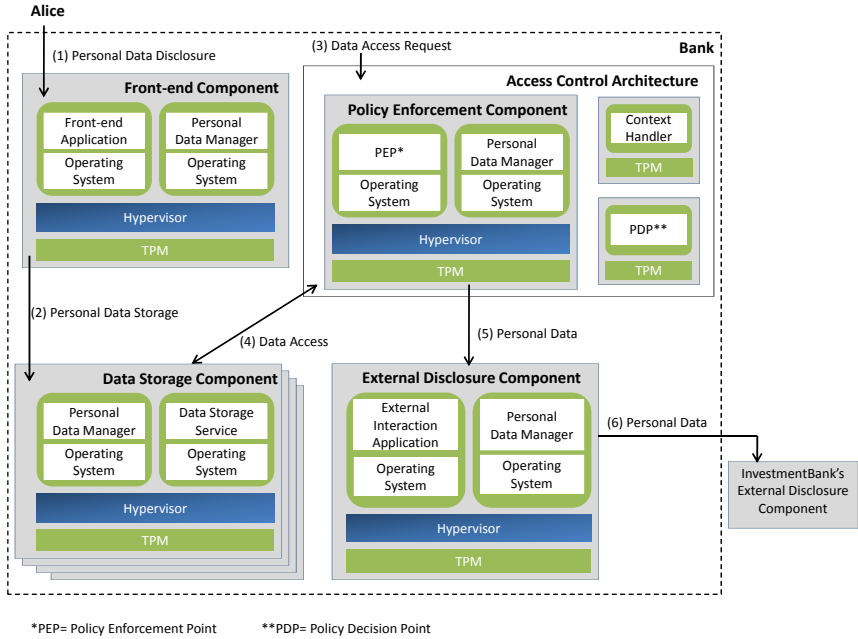 Alice
Bank
(1) Personal Data Disclosure
(3) Data Access Request
Front-end Component
Front-end
Application
Operating
System
Personal
Data Manager
Operating
System
Hypervisor
TPM
Access Control Architecture
Policy Enforcement Component
PEP*
Operating
System
Personal
Data Manager
Operating
System
Hypervisor
TPM
Context
Handler
TPM
PDP**
TPM
(2) Personal Data Storage
(4) Data Access
(5) Personal Data
Data Storage Component
Personal
Data Manager
Operating
System
Data Storage
Service
Operating
System
Hypervisor
TPM
External Disclosure Component
External
Interaction
Application
Operating
System
Personal
Data Manager
Operating
System
Hypervisor
TPM
(6) Personal Data
InvestmentBank's
External Disclosure
Component
*PEP= Policy Enforcement Point
**PDP= Policy Decision Point